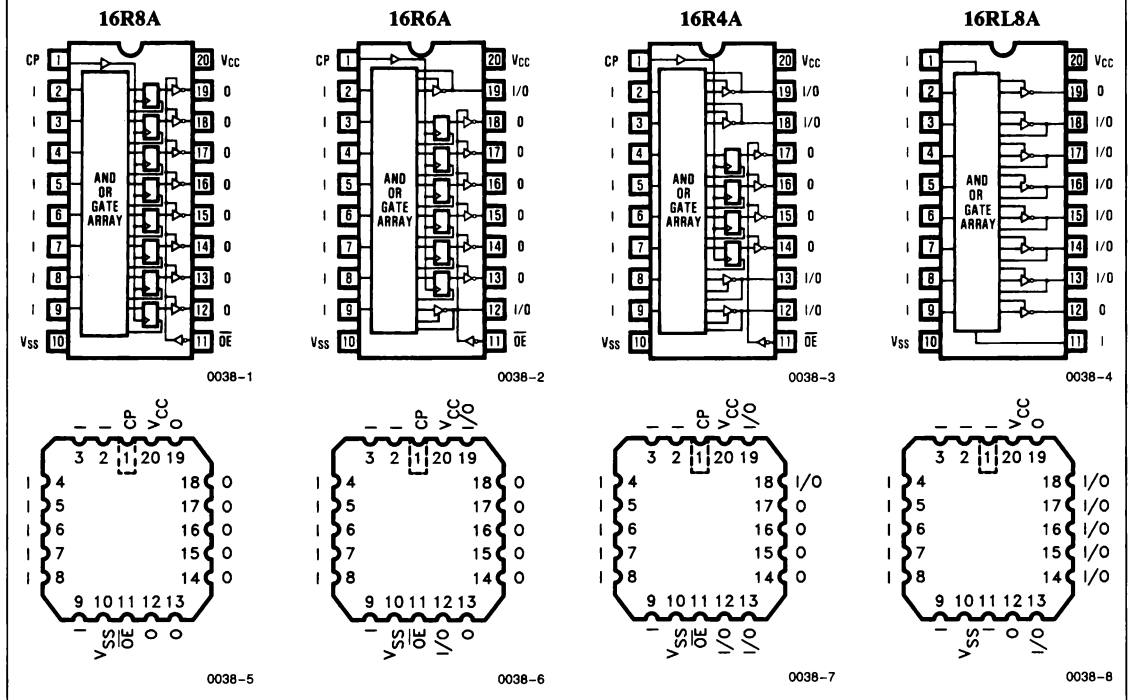 16R8A 16R6A 16R4A 16RL8A
CP 1 20 VCC CP 1 20 VCC CP 1 20 VCC I 1 20 VCC
I 2 19 O I 2 19 I/O I 2 19 I/O I 2 19 O
I 3 18 O I 3 18 O I 3 18 I/O I 3 18 I/O
I 4 17 O I 4 17 O I 4 17 O I 4 17 I/O
I 5 16 O I 5 16 O I 5 16 O I 5 16 I/O
I 6 15 O I 6 15 O I 6 15 O I 6 15 I/O
I 7 14 O I 7 14 O I 7 14 O I 7 14 I/O
I 8 13 O I 8 13 O I 8 13 I/O I 8 13 I/O
I 9 12 O I 9 12 I/O I 9 12 I/O I 9 12 O
VSS 10 11 OE VSS 10 11 OE VSS 10 11 OE VSS 10 11 I
AND AND AND AND
OR OR OR OR
GATE GATE GATE GATE
ARRAY ARRAY ARRAY ARRAY
0038-1 0038-2 0038-3 0038-4
I I CP VCC O I I CP VCC I/O I I CP VCC I/O I I I VCC O
3 2 1 20 19 3 2 1 20 19 3 2 1 20 19 3 2 1 20 19
I 4 18 O I 4 18 O I 4 18 I/O I 4 18 I/O
I 5 17 O I 5 17 O I 5 17 O I 5 17 I/O
I 6 16 O I 6 16 O I 6 16 O I 6 16 I/O
I 7 15 O I 7 15 O I 7 15 O I 7 15 I/O
I 8 14 O I 8 14 O I 8 14 O I 8 14 I/O
9 10 11 12 13 9 10 11 12 13 9 10 11 12 13 9 10 11 12 13
I VSS OE O O I VSS OE I/O O I VSS OE I/O I/O I VSS I O I/O
0038-5 0038-6 0038-7 0038-8